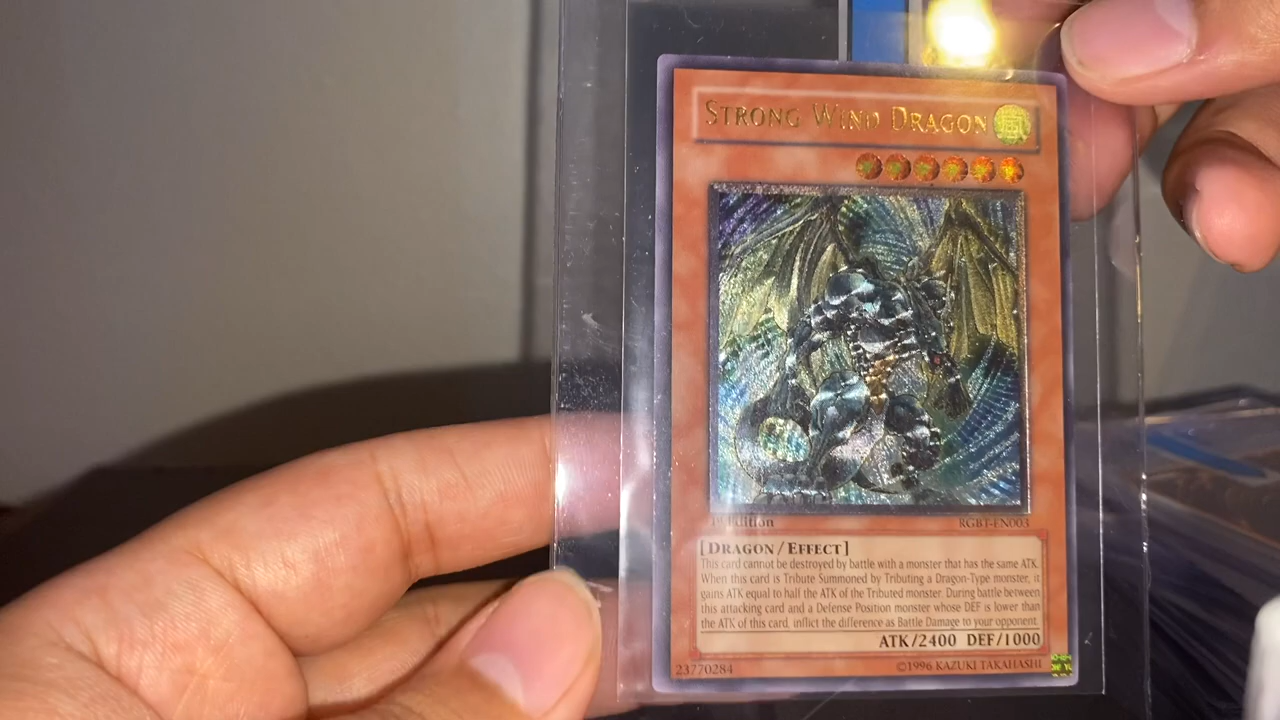 STRONG WIND DRAGON
1st Edition
RGBT-EN003
[DRAGON/EFFECT]
This card cannot be destroyed by battle with a monster that has the same ATK.
When this card is Tribute Summoned by Tributing a Dragon-Type monster, it
gains ATK equal to half the ATK of the Tributed monster. During battle between
this attacking card and a Defense Position monster whose DEF is lower than
the ATK of this card, inflict the difference as Battle Damage to your opponent.
ATK/2400 DEF/1000
23770284
©1996 KAZUKI TAKAHASHI